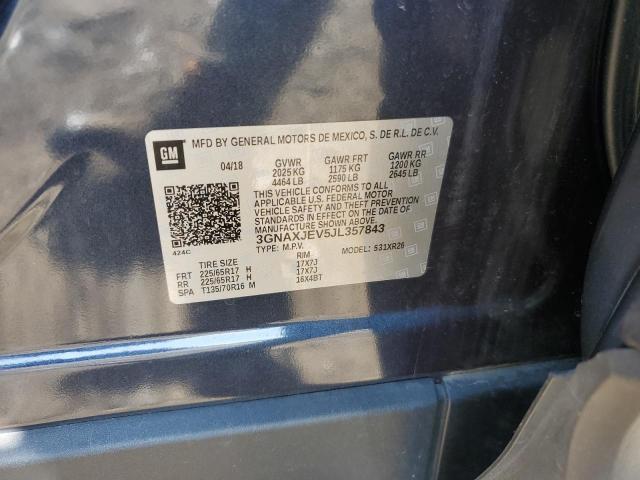 GM
MFD BY GENERAL MOTORS DE MEXICO, S. DE R.L. DE C.V.
04/18 GVWR GAWR FRT GAWR RR
2025 KG 1175 KG 1200 KG
4464 LB 2590 LB 2645 LB
THIS VEHICLE CONFORMS TO ALL
APPLICABLE U.S. FEDERAL MOTOR
VEHICLE SAFETY AND THEFT PREVENTION
STANDARDS IN EFFECT ON THE DATE OF
MANUFACTURE SHOWN ABOVE.
3GNAXJEV5JL357843
424C
TYPE: M.P.V. MODEL: 531XR26
TIRE SIZE RIM
FRT 225/65R17 H 17X7J
RR 225/65R17 H 17X7J
SPA T135/70R16 M 16X4BT